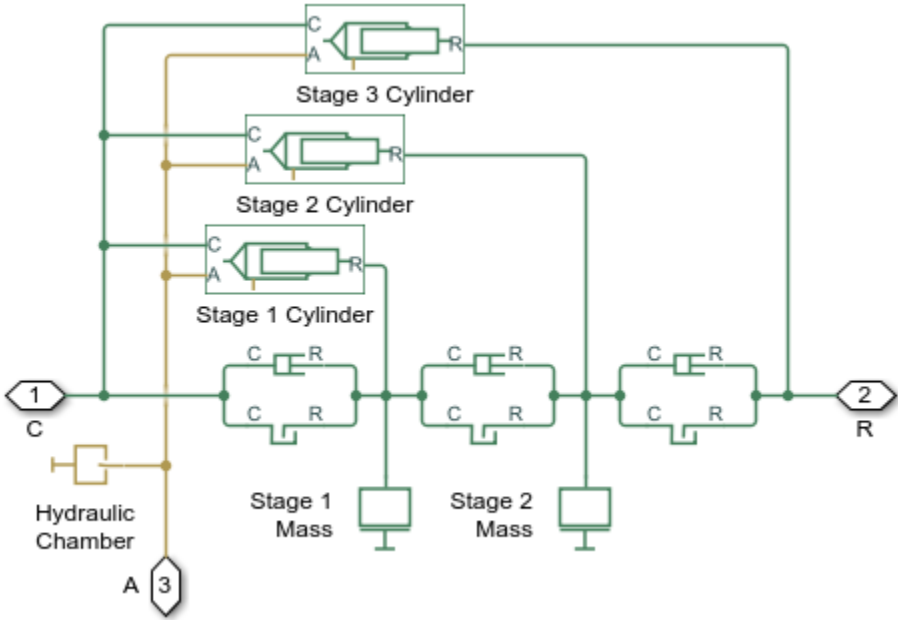 C
A
R
Stage 3 Cylinder
C
A
R
Stage 2 Cylinder
C
A
R
Stage 1 Cylinder
C R C R C R
C R C R C R
1
C
2
R
Stage 1
Mass
Stage 2
Mass
Hydraulic
Chamber
A 3